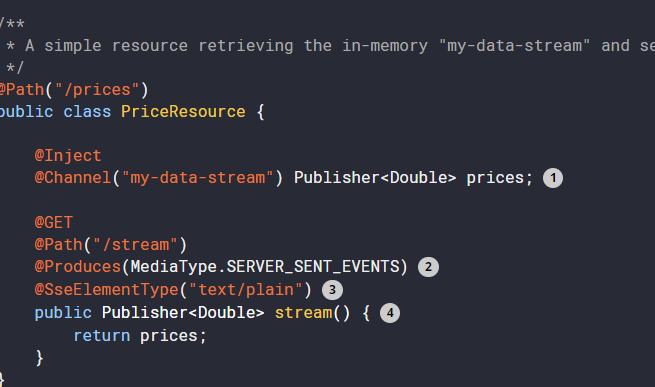 /**
* A simple resource retrieving the in-memory "my-data-stream" and se
*/
@Path("/prices")
public class PriceResource {
@Inject
@Channel("my-data-stream") Publisher<Double> prices; 1
@GET
@Path("/stream")
@Produces(MediaType.SERVER_SENT_EVENTS) 2
@SseElementType("text/plain") 3
public Publisher<Double> stream() { 4
return prices;
}
}